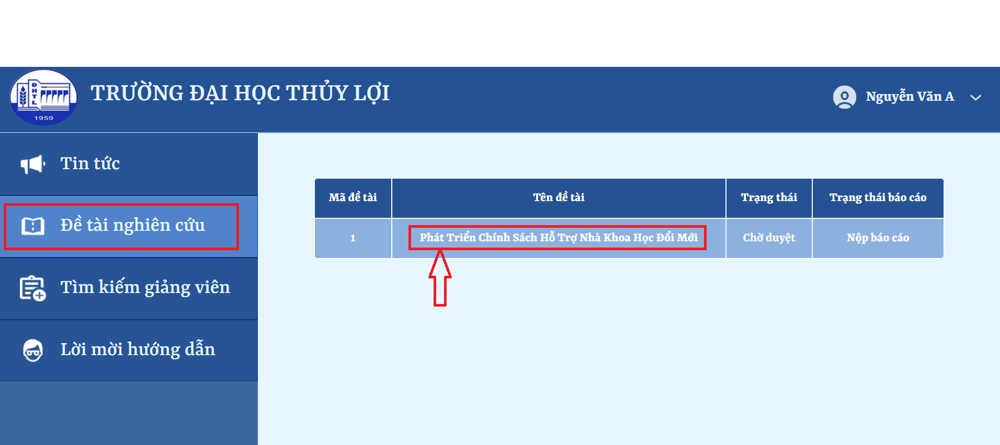 ĐHTL
1959
TRƯỜNG ĐẠI HỌC THỦY LỢI
Nguyễn Văn A
Tin tức
Đề tài nghiên cứu
Tìm kiếm giảng viên
Lời mời hướng dẫn
Mã đề tài Tên đề tài Trạng thái Trạng thái báo cáo
1 Phát Triển Chính Sách Hỗ Trợ Nhà Khoa Học Đổi Mới Chờ duyệt Nộp báo cáo